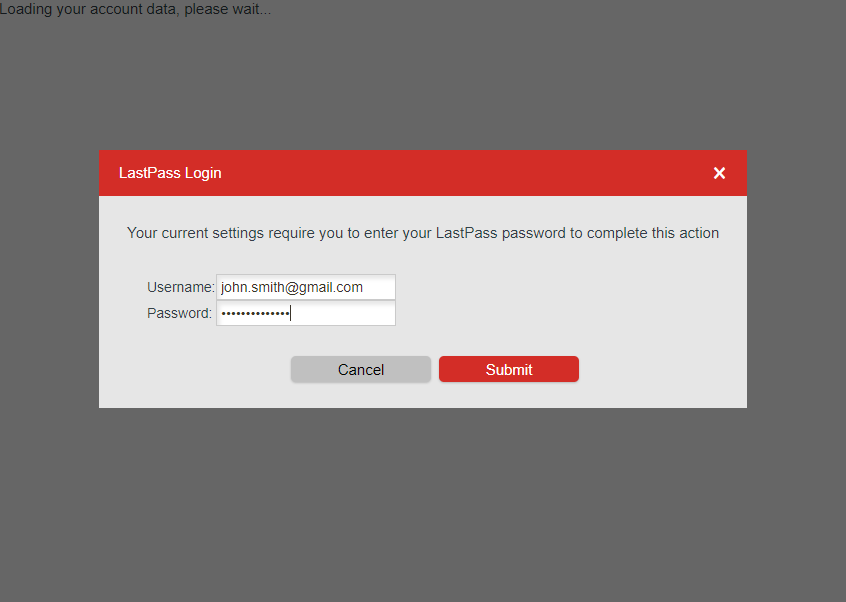 Loading your account data, please wait...
LastPass Login
Your current settings require you to enter your LastPass password to complete this action
Username: john.smith@gmail.com
Password: ••••••••••••••
Cancel Submit